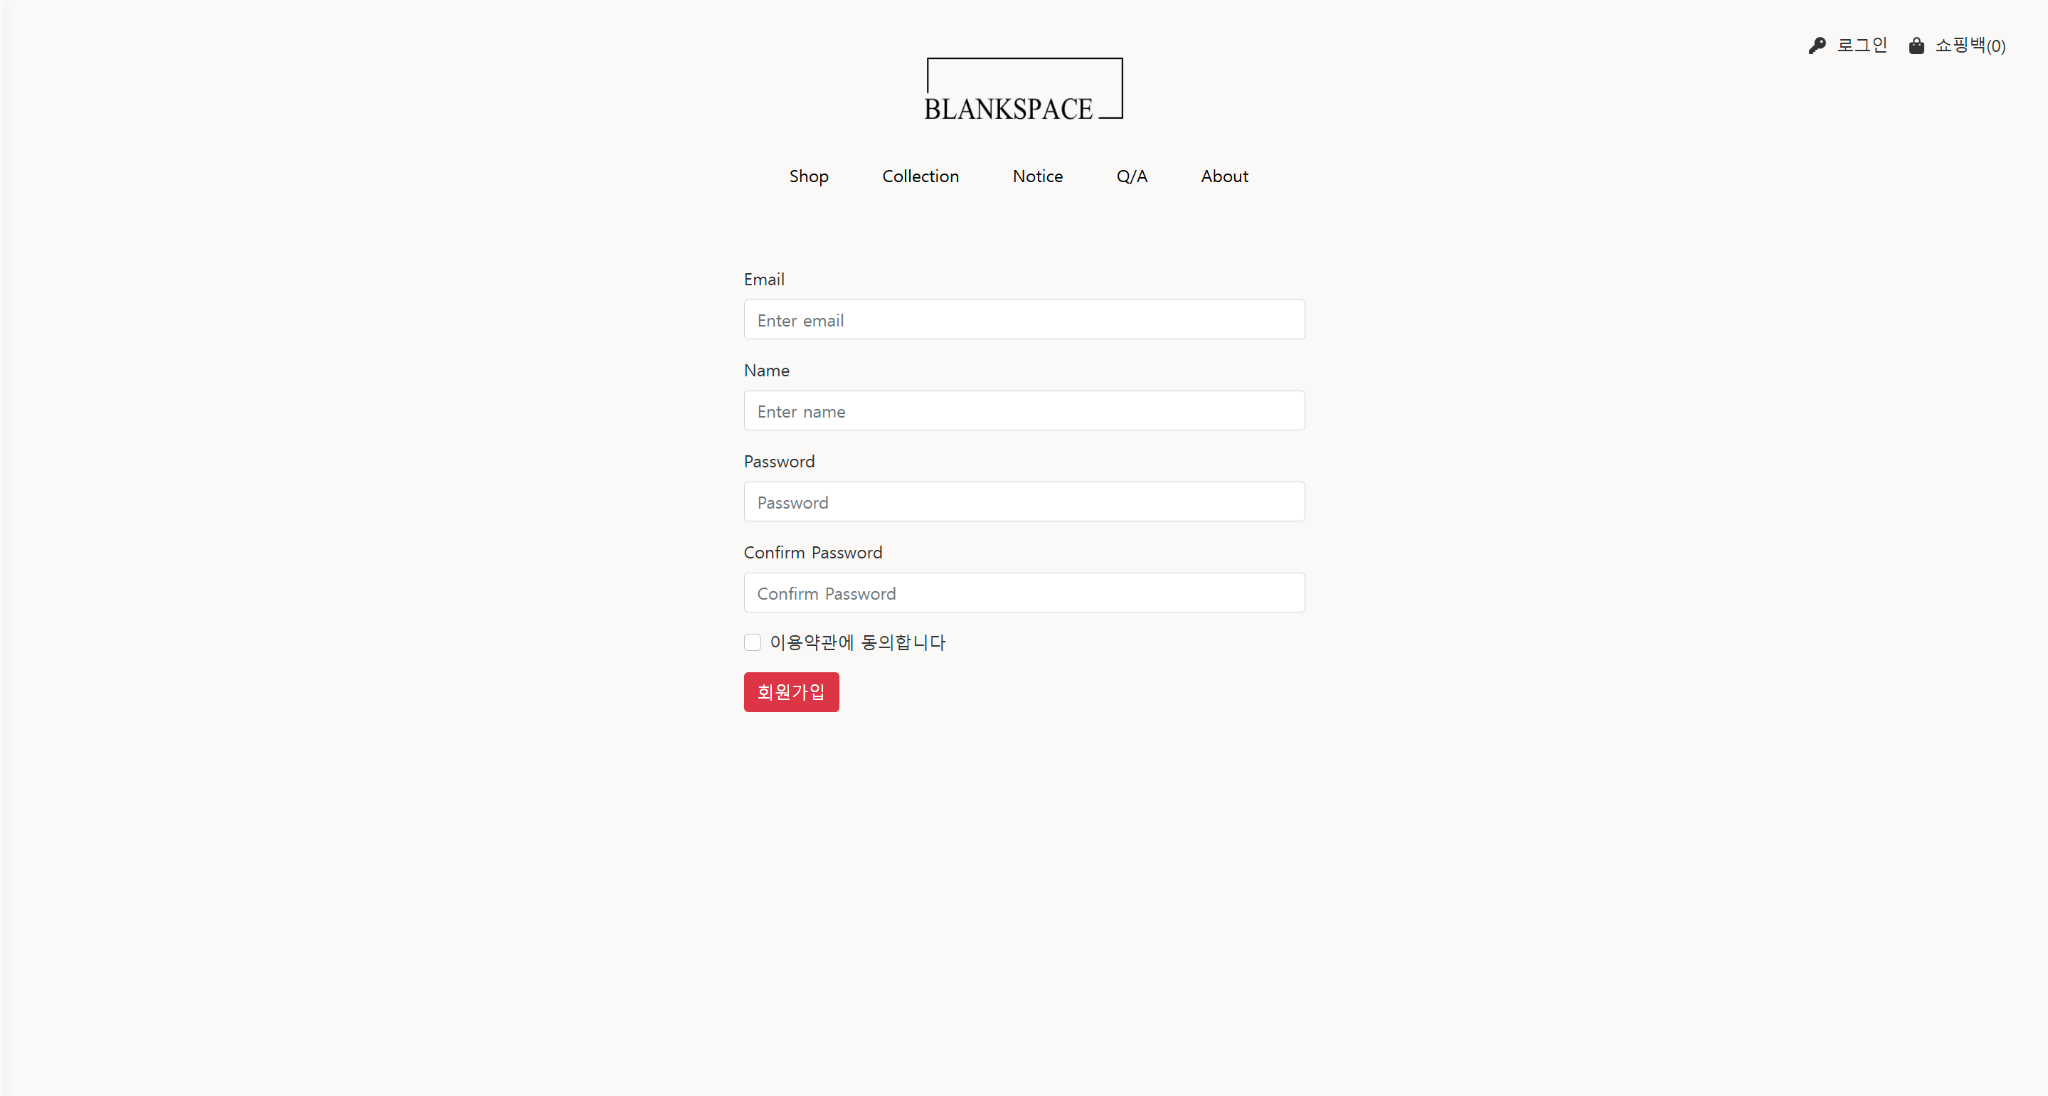 로그인 쇼핑백(0)
BLANKSPACE
Shop Collection Notice Q/A About
Email
Enter email
Name
Enter name
Password
Password
Confirm Password
Confirm Password
이용약관에 동의합니다
회원가입